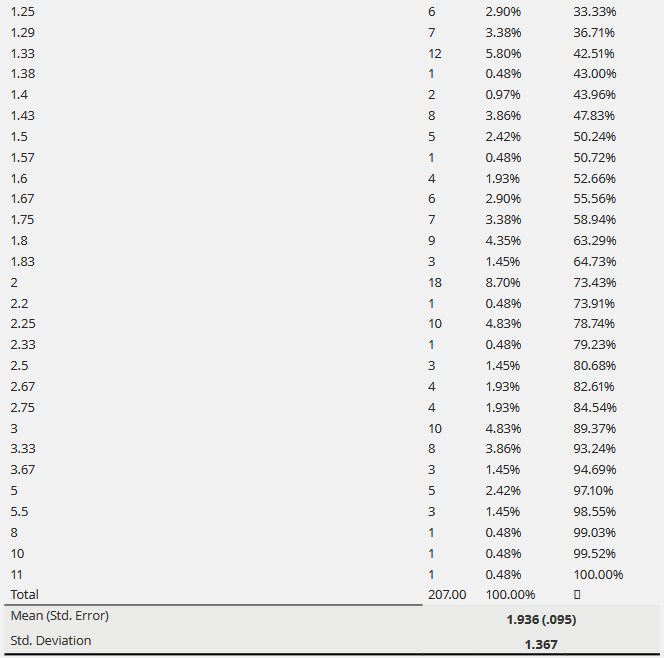 1.25 6 2.90% 33.33%
1.29 7 3.38% 36.71%
1.33 12 5.80% 42.51%
1.38 1 0.48% 43.00%
1.4 2 0.97% 43.96%
1.43 8 3.86% 47.83%
1.5 5 2.42% 50.24%
1.57 1 0.48% 50.72%
1.6 4 1.93% 52.66%
1.67 6 2.90% 55.56%
1.75 7 3.38% 58.94%
1.8 9 4.35% 63.29%
1.83 3 1.45% 64.73%
2 18 8.70% 73.43%
2.2 1 0.48% 73.91%
2.25 10 4.83% 78.74%
2.33 1 0.48% 79.23%
2.5 3 1.45% 80.68%
2.67 4 1.93% 82.61%
2.75 4 1.93% 84.54%
3 10 4.83% 89.37%
3.33 8 3.86% 93.24%
3.67 3 1.45% 94.69%
5 5 2.42% 97.10%
5.5 3 1.45% 98.55%
8 1 0.48% 99.03%
10 1 0.48% 99.52%
11 1 0.48% 100.00%
Total 207.00 100.00%
Mean (Std. Error) 1.936 (.095)
Std. Deviation 1.367